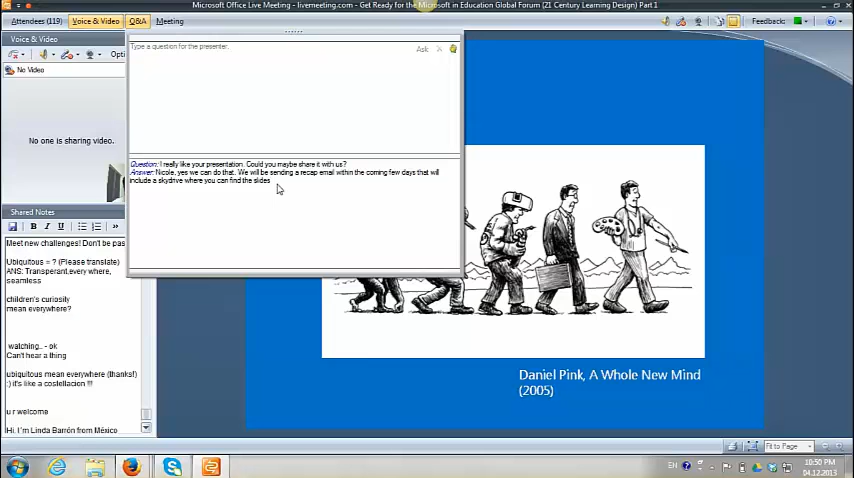 Microsoft Office Live Meeting - livemeeting.com - Get Ready for the Microsoft in Education Global Forum (21 Century Learning Design) Part 1
Attendees (119) Voice & Video Q&A Meeting Feedback:
Voice & Video
Opti
No Video
No one is sharing video.
Type a question for the presenter.
Ask
Question: I really like your presentation. Could you maybe share it with us?
Answer: Nicole, yes we can do that. We will be sending a recap email within the coming few days that will
include a skydrive where you can find the slides
Shared Notes
B I U »
Meet new challenges! Don't be pas
Ubiquitous = ? (Please translate)
ANS: Transperant,every where,
seamless
children's curiosity
mean everywhere?
watching.. - ok
Can't hear a thing
ubiquitous mean everywhere (thanks!)
:) it's like a costellacion !!!
u r welcome
Hi, I'm Linda Barrón from México
Daniel Pink, A Whole New Mind
(2005)
Fit to Page
EN
10:50 PM
04.12.2013